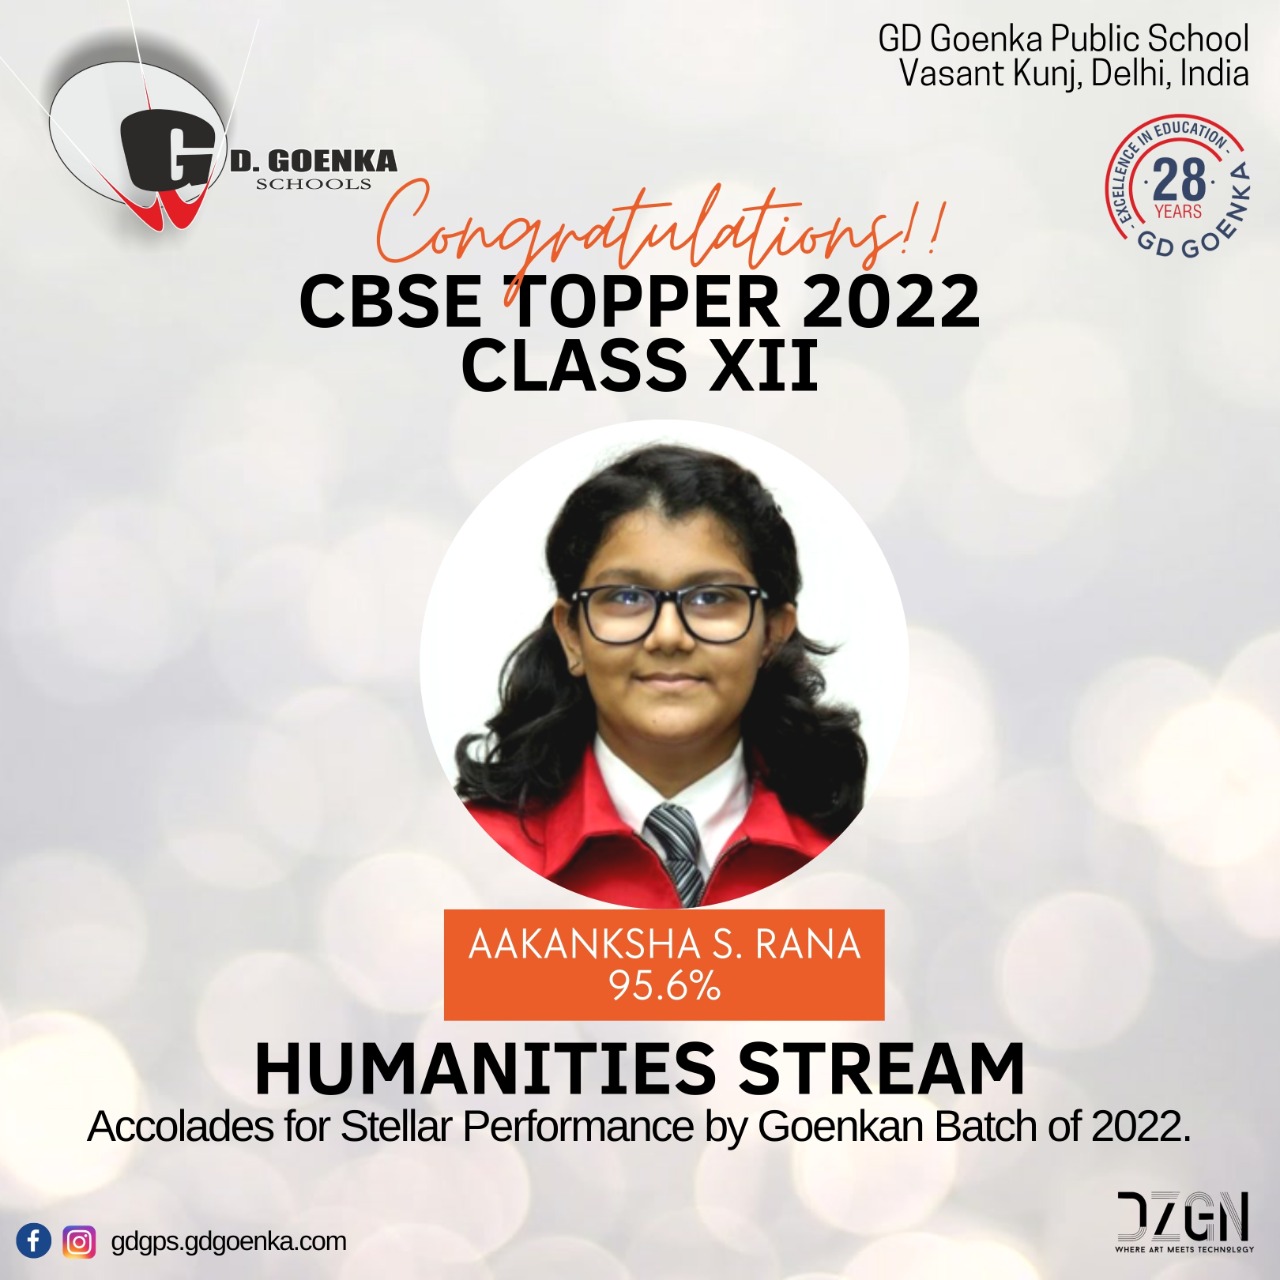 GD Goenka Public School
Vasant Kunj, Delhi, India
G D. GOENKA
SCHOOLS
- EXCELLENCE IN EDUCATION -
28
YEARS
GD GOENKA
Congratulations!!
CBSE TOPPER 2022
CLASS XII
AAKANKSHA S. RANA
95.6%
HUMANITIES STREAM
Accolades for Stellar Performance by Goenkan Batch of 2022.
DZGN
WHERE ART MEETS TECHNOLOGY
f gdgps.gdgoenka.com